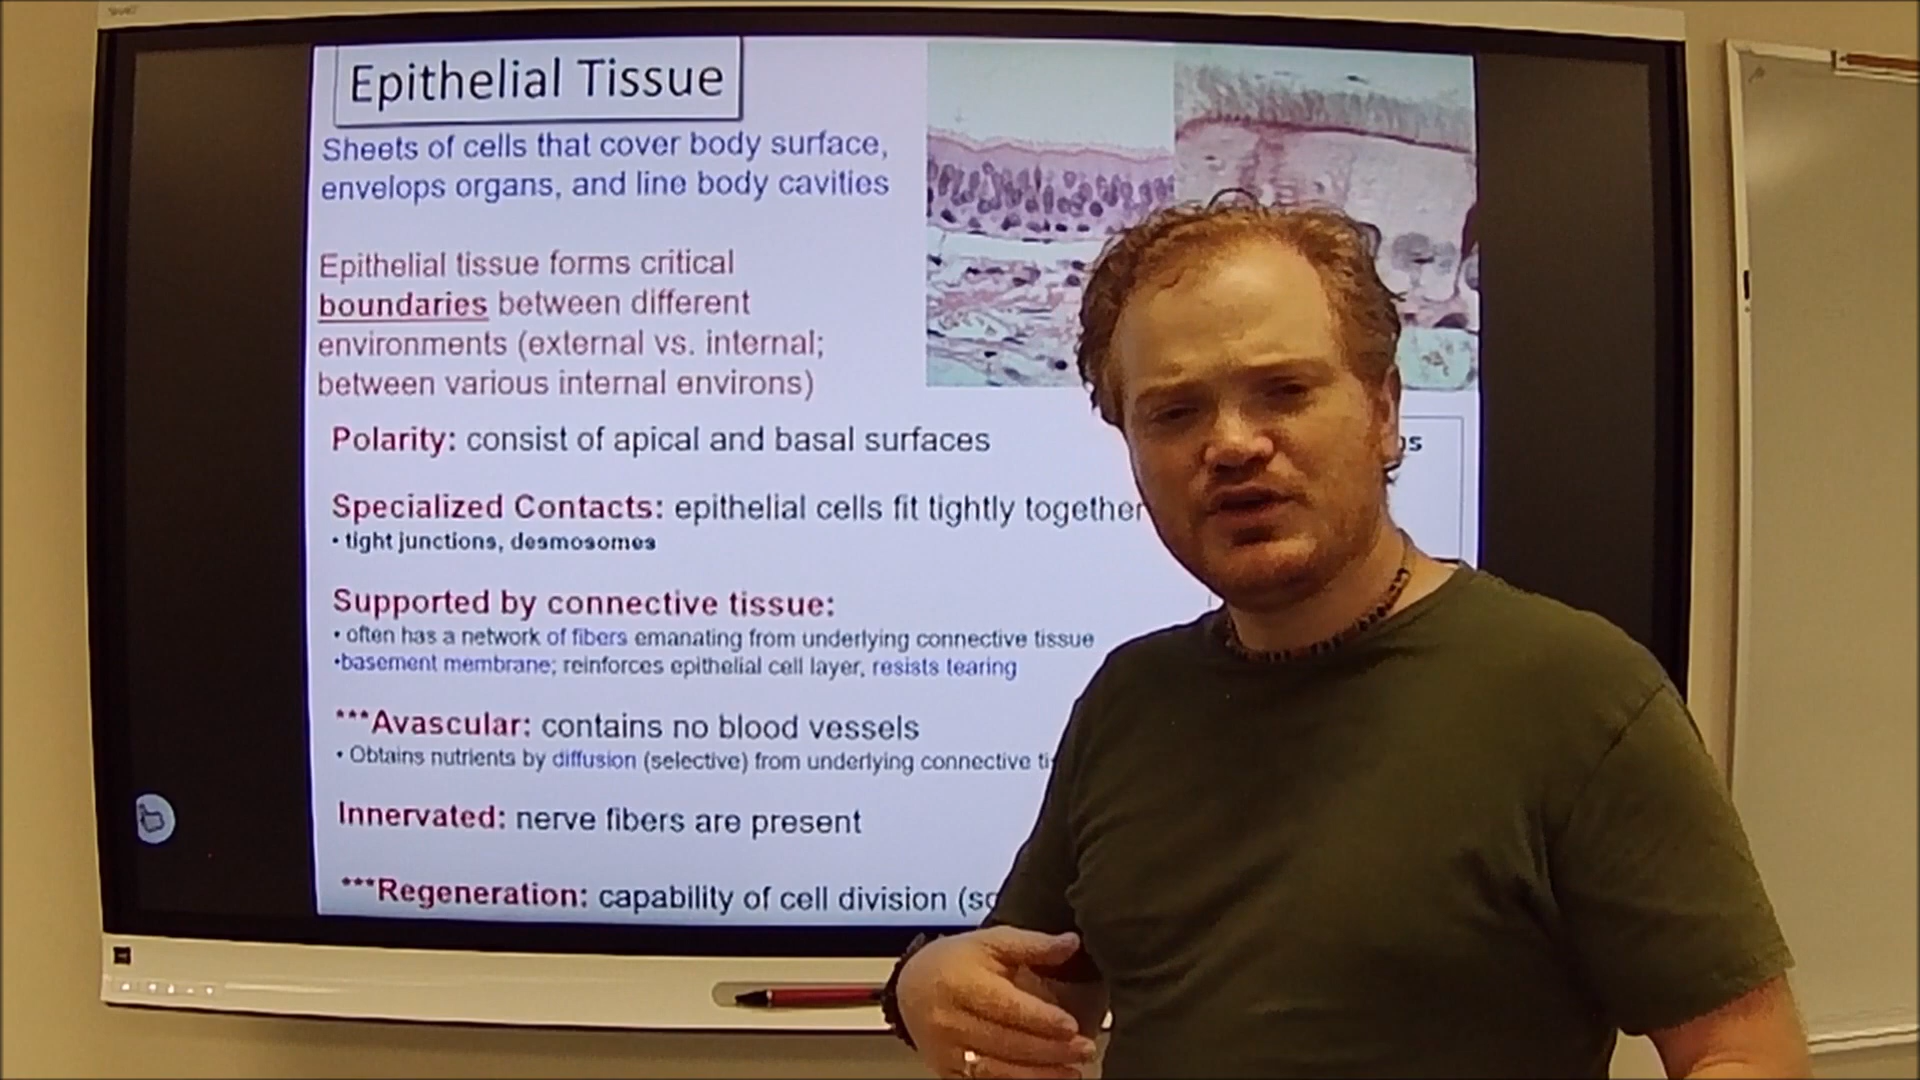 Epithelial Tissue
Sheets of cells that cover body surface,
envelops organs, and line body cavities
Epithelial tissue forms critical
boundaries between different
environments (external vs. internal;
between various internal environs)
Polarity: consist of apical and basal surfaces
Specialized Contacts: epithelial cells fit tightly together
• tight junctions, desmosomes
Supported by connective tissue:
• often has a network of fibers emanating from underlying connective tissue
•basement membrane; reinforces epithelial cell layer, resists tearing
***Avascular: contains no blood vessels
• Obtains nutrients by diffusion (selective) from underlying connective
Innervated: nerve fibers are present
***Regeneration: capability of cell division